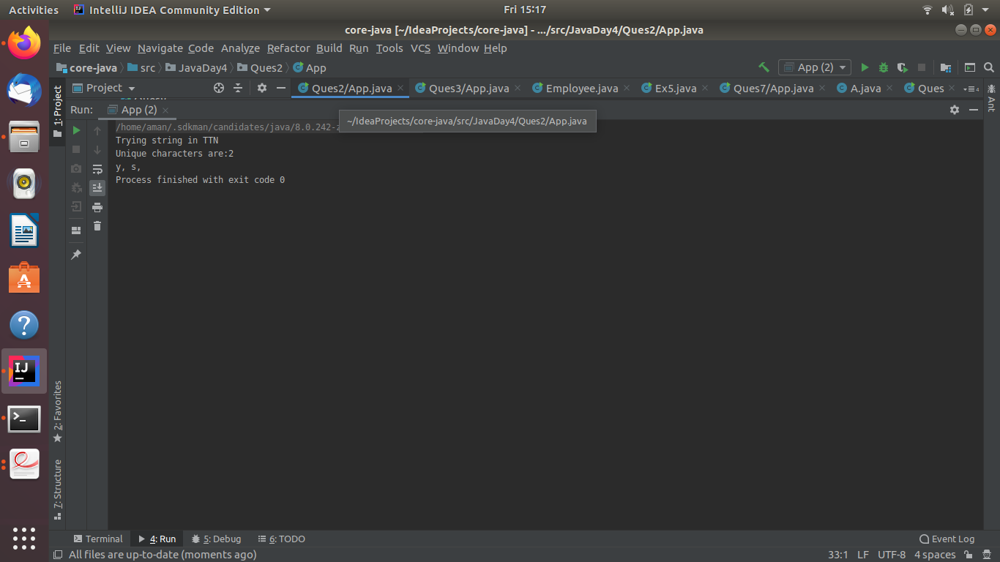 Activities IntelliJ IDEA Community Edition Fri 15:17
core-java [~/IdeaProjects/core-java] - .../src/JavaDay4/Ques2/App.java
File Edit View Navigate Code Analyze Refactor Build Run Tools VCS Window Help
core-java src JavaDay4 Ques2 App App (2)
1: Project Project Ques2/App.java Ques3/App.java Employee.java Ex5.java Ques7/App.java A.java Ques 4 Ant
Run: App (2)
~/IdeaProjects/core-java/src/JavaDay4/Ques2/App.java
/home/aman/.sdkman/candidates/java/8.0.242-z
Trying string in TTN
Unique characters are:2
y, s,
Process finished with exit code 0
2: Favorites
7: Structure
Terminal 4: Run 5: Debug 6: TODO Event Log
All files are up-to-date (moments ago) 33:1 LF UTF-8 4 spaces